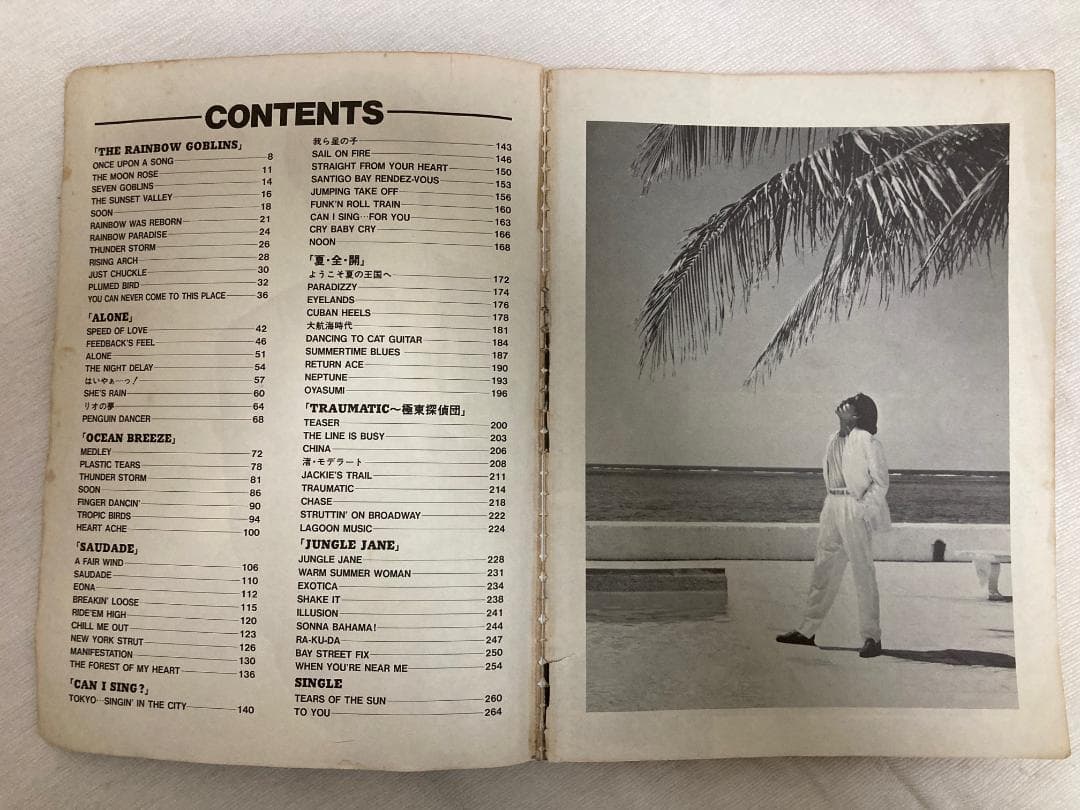 CONTENTS
「THE RAINBOW GOBLINS」
ONCE UPON A SONG 8
THE MOON ROSE 11
SEVEN GOBLINS 14
THE SUNSET VALLEY 16
SOON 18
RAINBOW WAS REBORN 21
RAINBOW PARADISE 24
THUNDER STORM 26
RISING ARCH 28
JUST CHUCKLE 30
PLUMED BIRD 32
YOU CAN NEVER COME TO THIS PLACE 36
「ALONE」
SPEED OF LOVE 42
FEEDBACK'S FEEL 46
ALONE 51
THE NIGHT DELAY 54
はいやぁーっ! 57
SHE'S RAIN 60
リオの夢 64
PENGUIN DANCER 68
「OCEAN BREEZE」
MEDLEY 72
PLASTIC TEARS 78
THUNDER STORM 81
SOON 86
FINGER DANCIN' 90
TROPIC BIRDS 94
HEART ACHE 100
「SAUDADE」
A FAIR WIND 106
SAUDADE 110
EONA 112
BREAKIN' LOOSE 115
RIDE'EM HIGH 120
CHILL ME OUT 123
NEW YORK STRUT 126
MANIFESTATION 130
THE FOREST OF MY HEART 136
「CAN I SING?」
TOKYO…SINGIN' IN THE CITY 140
我ら星の子 143
SAIL ON FIRE 146
STRAIGHT FROM YOUR HEART 150
SANTIGO BAY RENDEZ-VOUS 153
JUMPING TAKE OFF 156
FUNK'N ROLL TRAIN 160
CAN I SING…FOR YOU 163
CRY BABY CRY 166
NOON 168
「夏・全・開」
ようこそ夏の王国へ 172
PARADIZZY 174
EYELANDS 176
CUBAN HEELS 178
大航海時代 181
DANCING TO CAT GUITAR 184
SUMMERTIME BLUES 187
RETURN ACE 190
NEPTUNE 193
OYASUMI 196
「TRAUMATIC〜極東探偵団」
TEASER 200
THE LINE IS BUSY 203
CHINA 206
渚・モデラート 208
JACKIE'S TRAIL 211
TRAUMATIC 214
CHASE 218
STRUTTIN' ON BROADWAY 222
LAGOON MUSIC 224
「JUNGLE JANE」
JUNGLE JANE 228
WARM SUMMER WOMAN 231
EXOTICA 234
SHAKE IT 238
ILLUSION 241
SONNA BAHAMA! 244
RA-KU-DA 247
BAY STREET FIX 250
WHEN YOU'RE NEAR ME 254
SINGLE
TEARS OF THE SUN 260
TO YOU 264